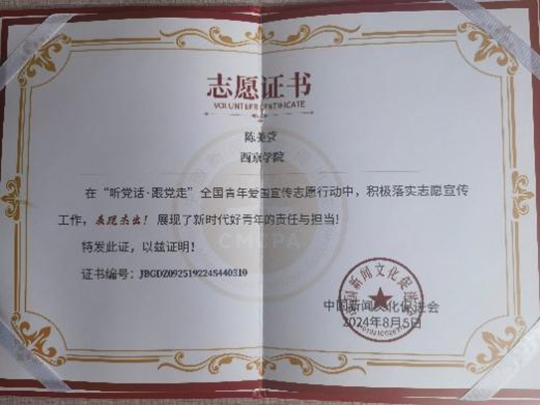 志愿证书
VOLUNTEER CERTIFICATE
西京学院
在“听党话·跟党走”全国青年爱国宣传志愿行动中，积极落实志愿宣传
工作，表现杰出！展现了新时代好青年的责任与担当!
特发此证，以兹证明！
CMCPA
证书编号：JBGDZ0925192245440310
中国新闻文化促进会
2024年8月5日